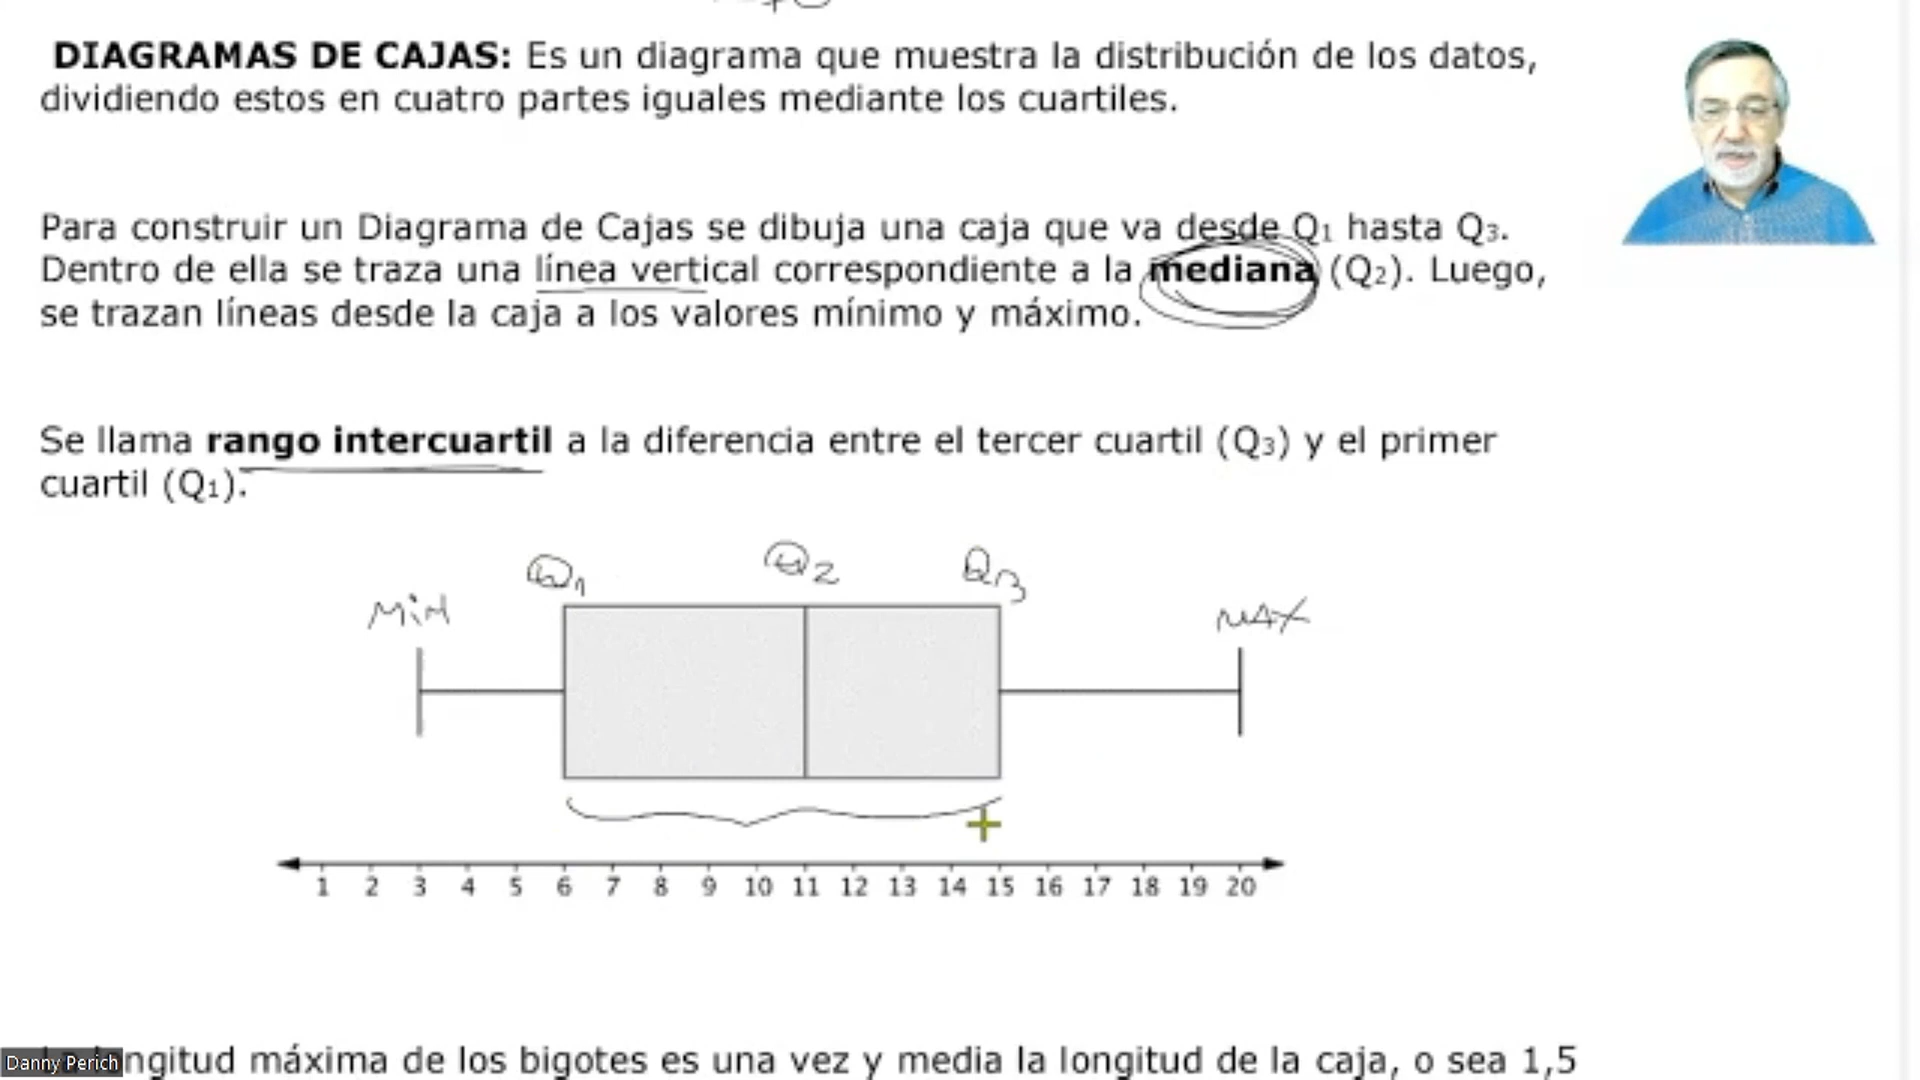 DIAGRAMAS DE CAJAS: Es un diagrama que muestra la distribución de los datos,
dividiendo estos en cuatro partes iguales mediante los cuartiles.
Para construir un Diagrama de Cajas se dibuja una caja que va desde Q1 hasta Q3.
Dentro de ella se traza una línea vertical correspondiente a la mediana (Q2). Luego,
se trazan líneas desde la caja a los valores mínimo y máximo.
Se llama rango intercuartil a la diferencia entre el tercer cuartil (Q3) y el primer
cuartil (Q1).
Q1 Q2 Q3
MiN MAX
1 2 3 4 5 6 7 8 9 10 11 12 13 14 15 16 17 18 19 20
longitud máxima de los bigotes es una vez y media la longitud de la caja, o sea 1,5
Danny Perich